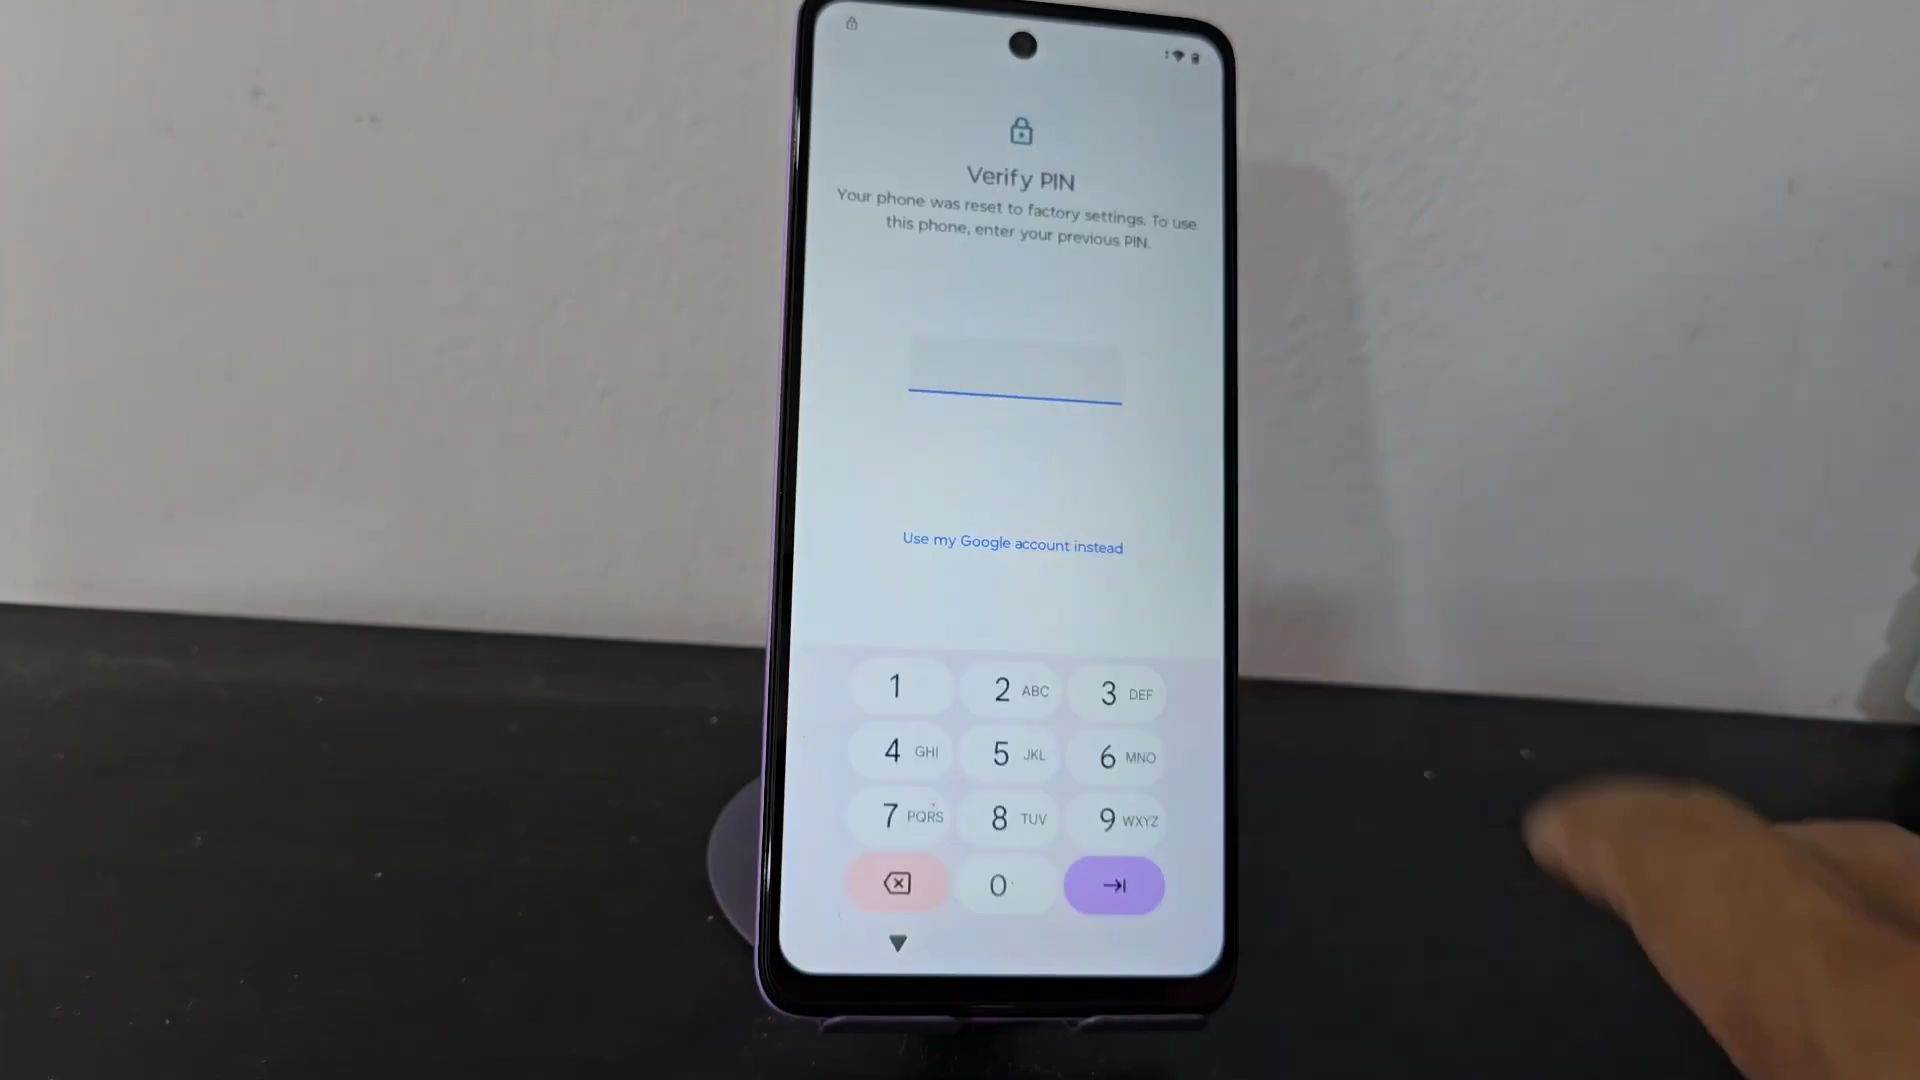 Verify PIN
Your phone was reset to factory settings. To use
this phone, enter your previous PIN.
Use my Google account instead
1
2 ABC
3 DEF
4 GHI
5 JKL
6 MNO
7 PQRS
8 TUV
9 WXYZ
0